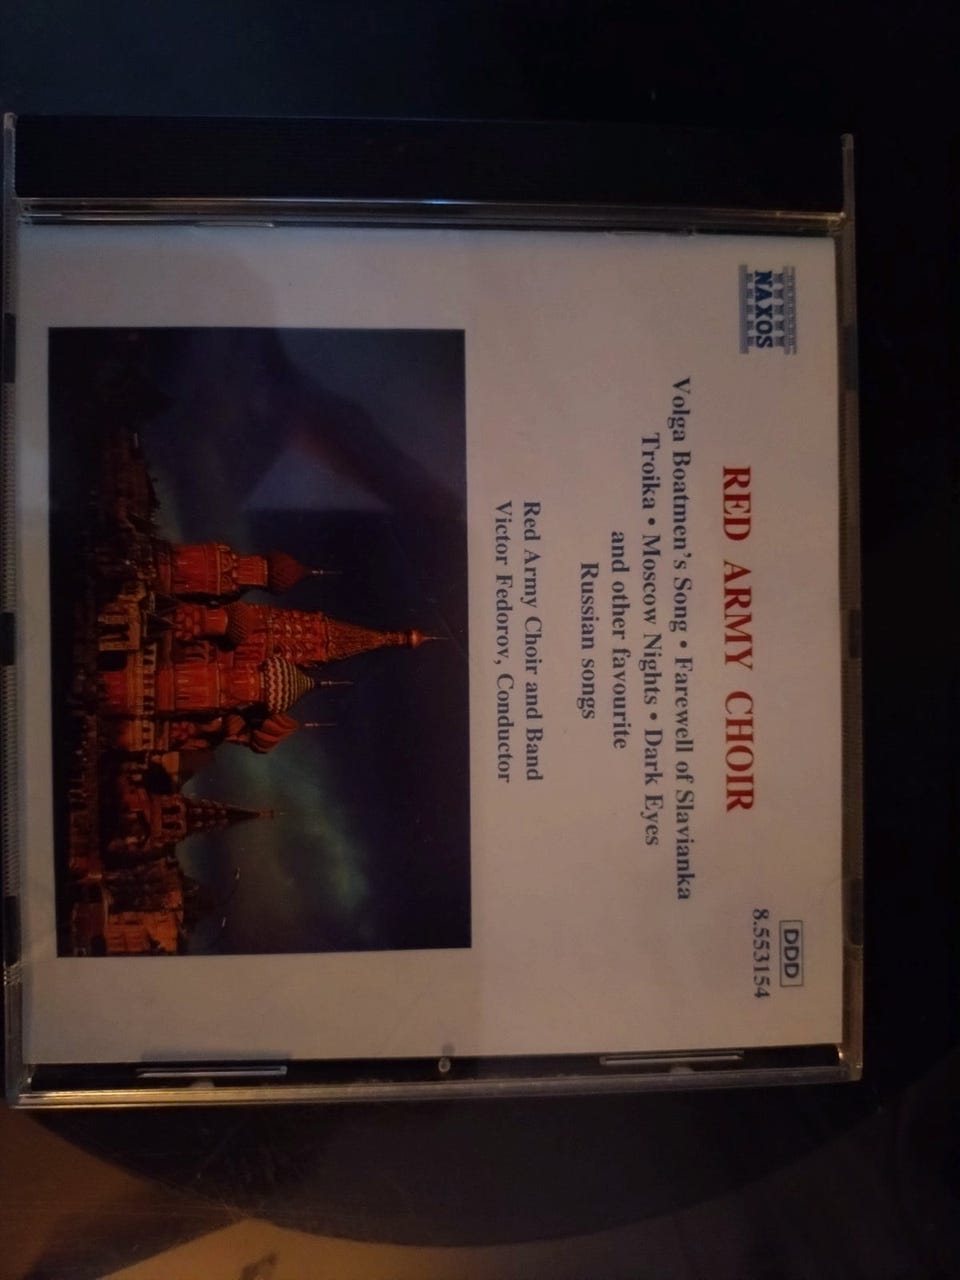 NAXOS
DDD
8.553154
RED ARMY CHOIR
Volga Boatmen's Song • Farewell of Slavianka
Troika • Moscow Nights • Dark Eyes
and other favourite
Russian songs
Red Army Choir and Band
Victor Fedorov, Conductor